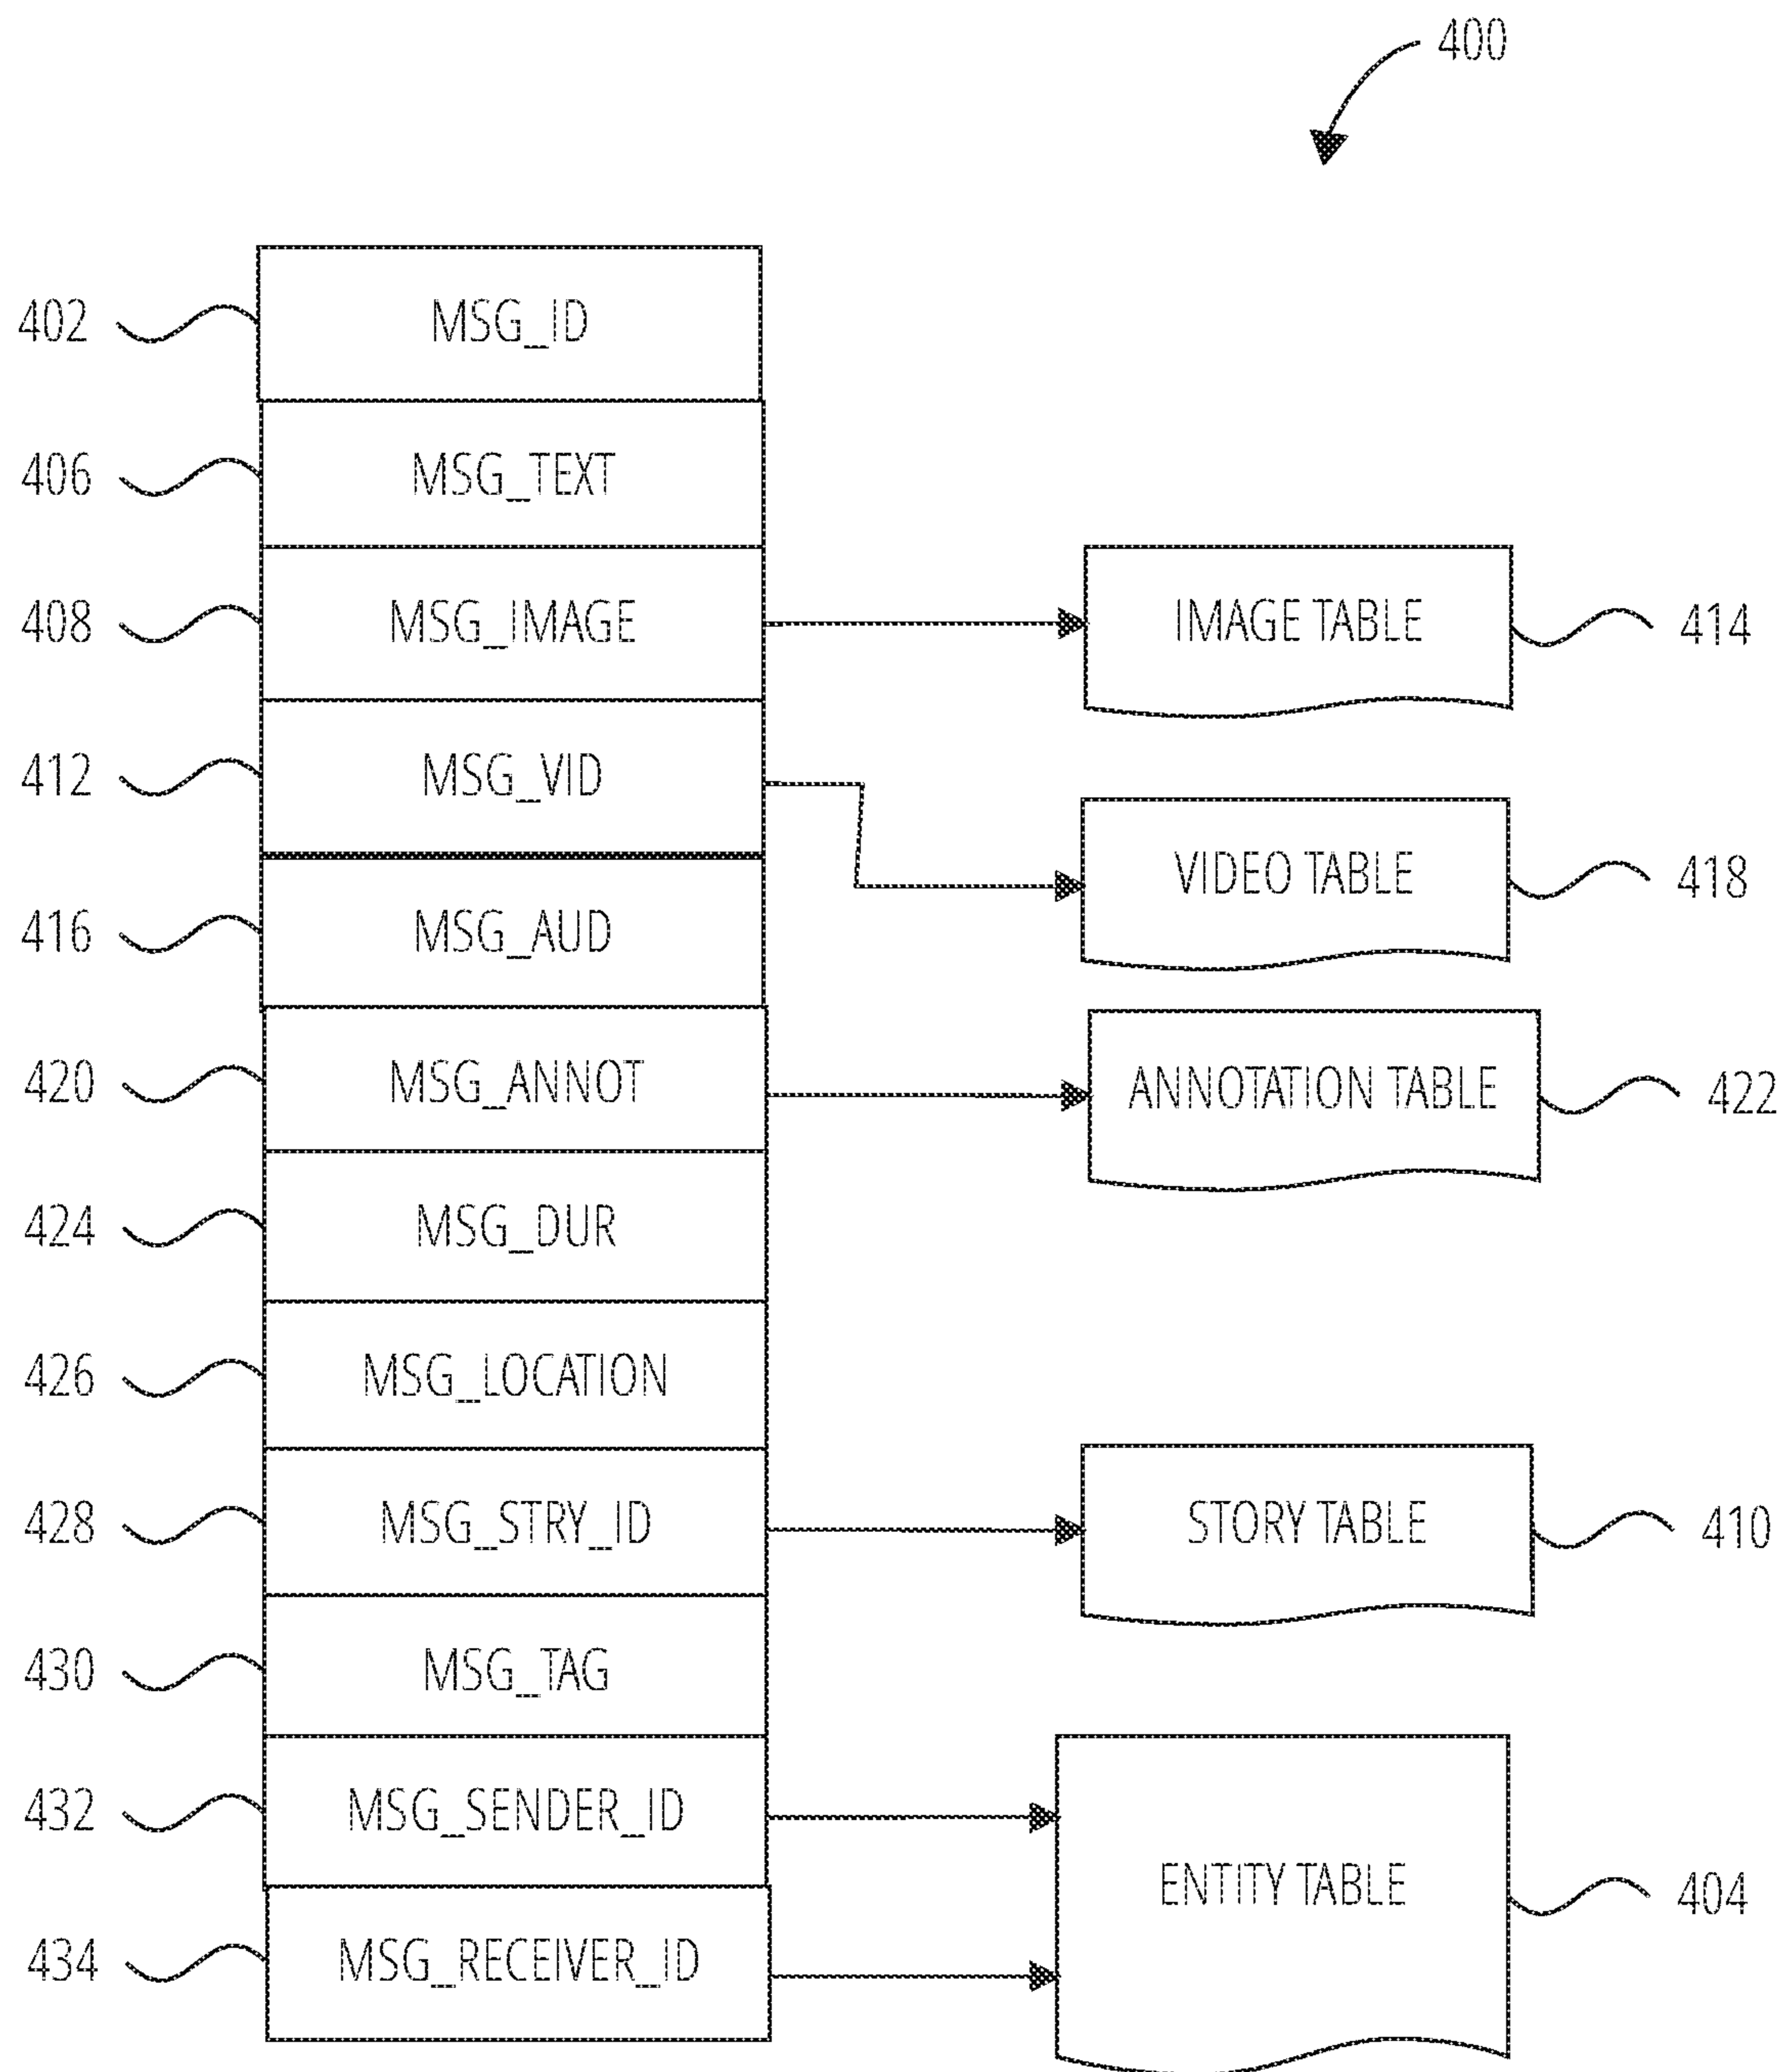 400
402 MSG_ID
406 MSG_TEXT
408 MSG_IMAGE IMAGE TABLE 414
412 MSG_VID
VIDEO TABLE 418
416 MSG_AUD
420 MSG_ANNOT ANNOTATION TABLE 422
424 MSG_DUR
426 MSG_LOCATION
428 MSG_STRY_ID STORY TABLE 410
430 MSG_TAG
432 MSG_SENDER_ID
ENTITY TABLE 404
434 MSG_RECEIVER_ID